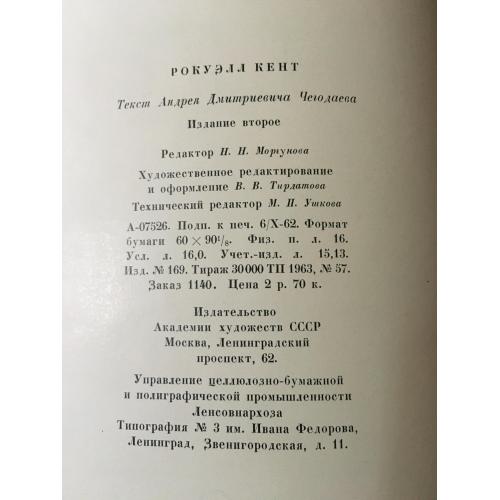 РОКУЭЛЛ КЕНТ
Текст Андрея Дмитриевича Чегодаева
Издание второе
Редактор Н. Н. Моргунова
Художественное редактирование
и оформление В. В. Тирдатова
Технический редактор М. П. Ушкова
А-07526. Подп. к печ. 6/X-62. Формат
бумаги 60×90¹/₈. Физ. п. л. 16.
Усл. л. 16,0. Учет.-изд. л. 15,13.
Изд. № 169. Тираж 30 000 ТП 1963, № 57.
Заказ 1140. Цена 2 р. 70 к.
Издательство
Академии художеств СССР
Москва, Ленинградский
проспект, 62.
Управление целлюлозно-бумажной
и полиграфической промышленности
Ленсовнархоза
Типография № 3 им. Ивана Федорова,
Ленинград, Звенигородская, д. 11.